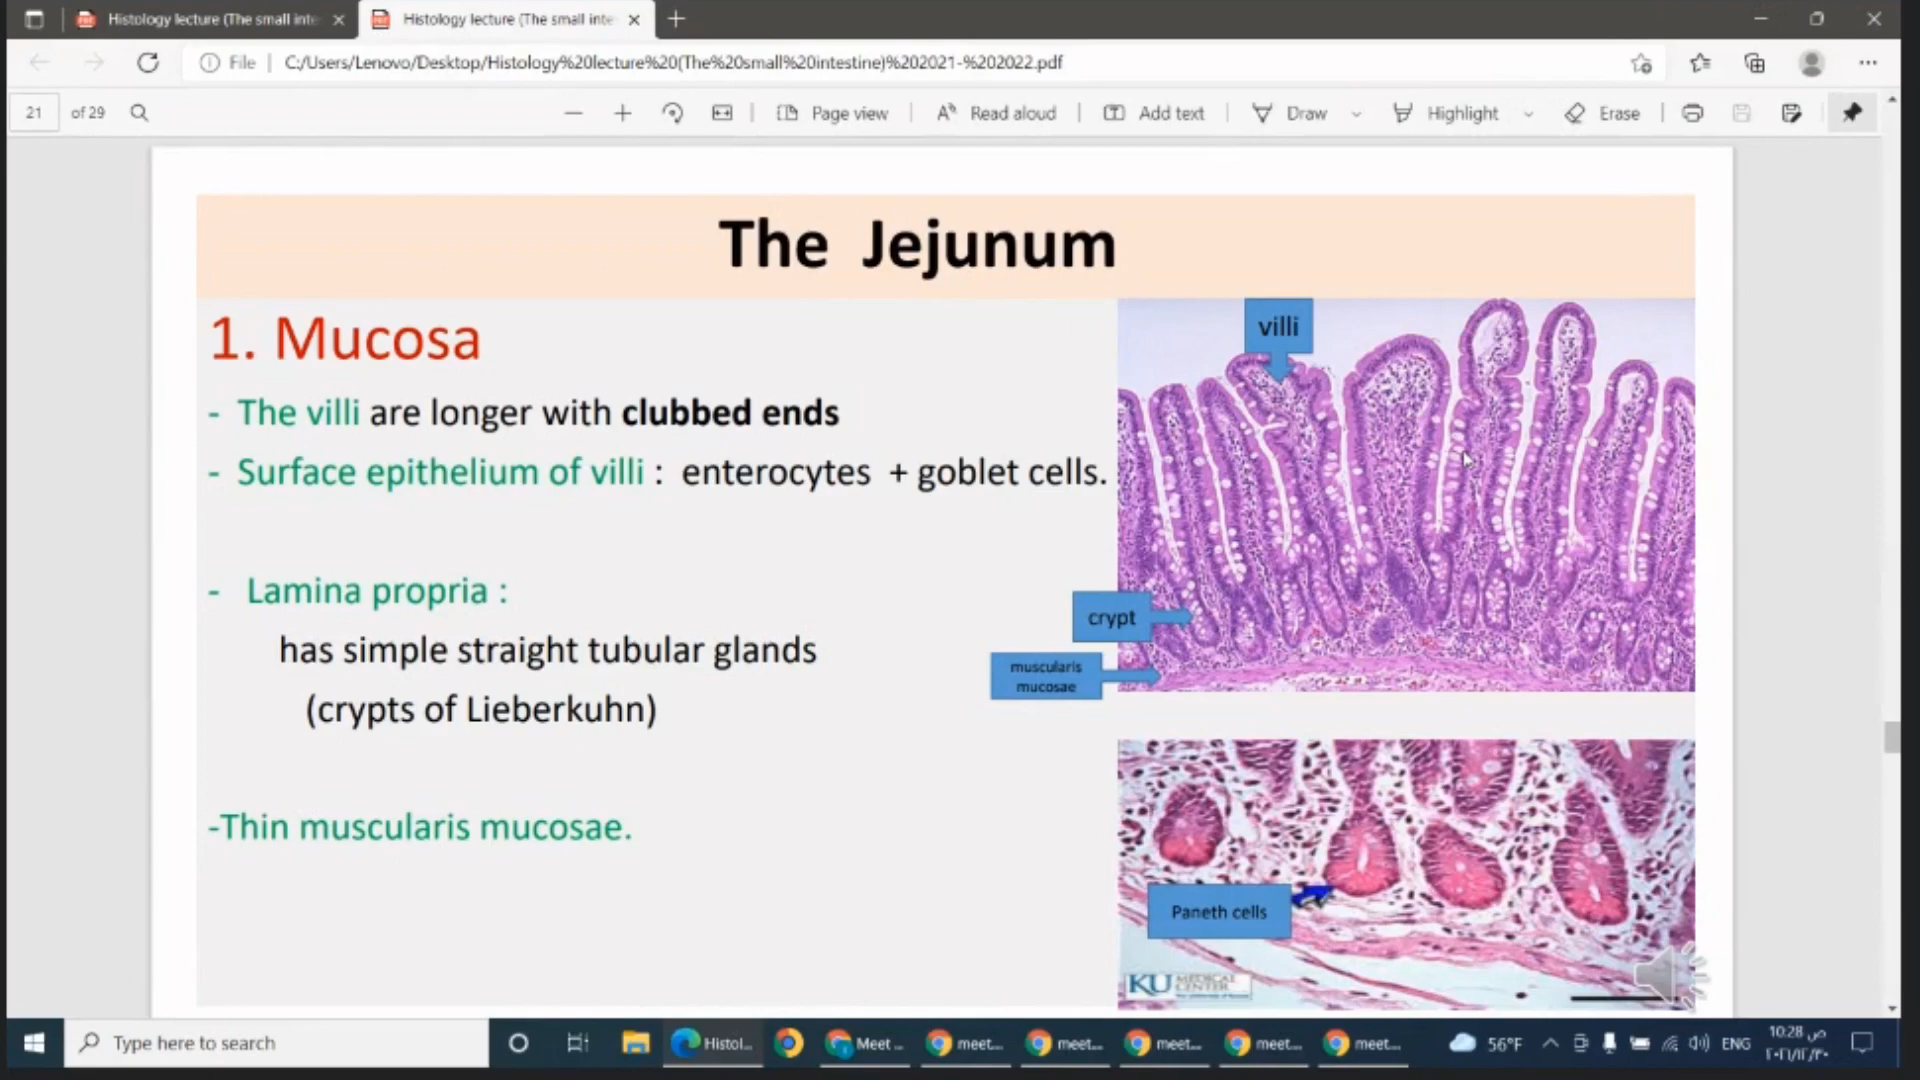 Histology lecture (The small inte
Histology lecture (The small inte
File
C:/Users/Lenovo/Desktop/Histology%20lecture%20(The%20small%20intestine)%202021-%202022.pdf
21 of 29
Page view
Read aloud
Add text
Draw
Highlight
Erase
The Jejunum
1. Mucosa
- The villi are longer with clubbed ends
- Surface epithelium of villi : enterocytes + goblet cells.
- Lamina propria :
has simple straight tubular glands
(crypts of Lieberkuhn)
-Thin muscularis mucosae.
villi
crypt
muscularis
mucosae
Paneth cells
KU MEDICAL
CENTER
Type here to search
Histol...
Meet ...
meet...
meet...
meet...
meet...
meet...
56°F
ENG
10:28 ص